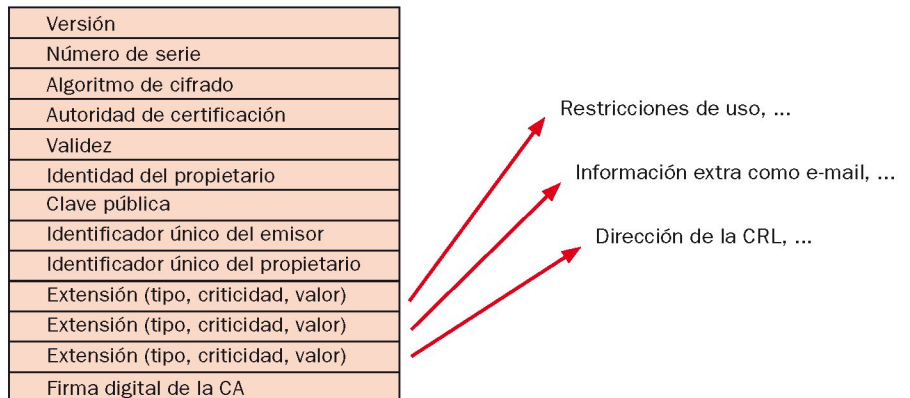 Versión
Número de serie
Algoritmo de cifrado
Autoridad de certificación
Validez
Identidad del propietario
Clave pública
Identificador único del emisor
Identificador único del propietario
Extensión (tipo, criticidad, valor)
Extensión (tipo, criticidad, valor)
Extensión (tipo, criticidad, valor)
Firma digital de la CA
Restricciones de uso, ...
Información extra como e-mail, ...
Dirección de la CRL, ...